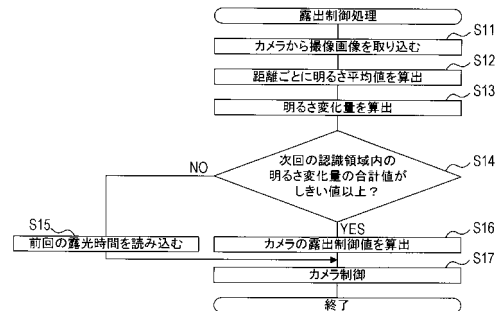 露出制御処理
S11
カメラから撮像画像を取り込む
S12
距離ごとに明るさ平均値を算出
S13
明るさ変化量を算出
S14
次回の認識領域内の
明るさ変化量の合計値が
しきい値以上?
NO
YES
S15
前回の露光時間を読み込む
S16
カメラの露出制御値を算出
S17
カメラ制御
終了